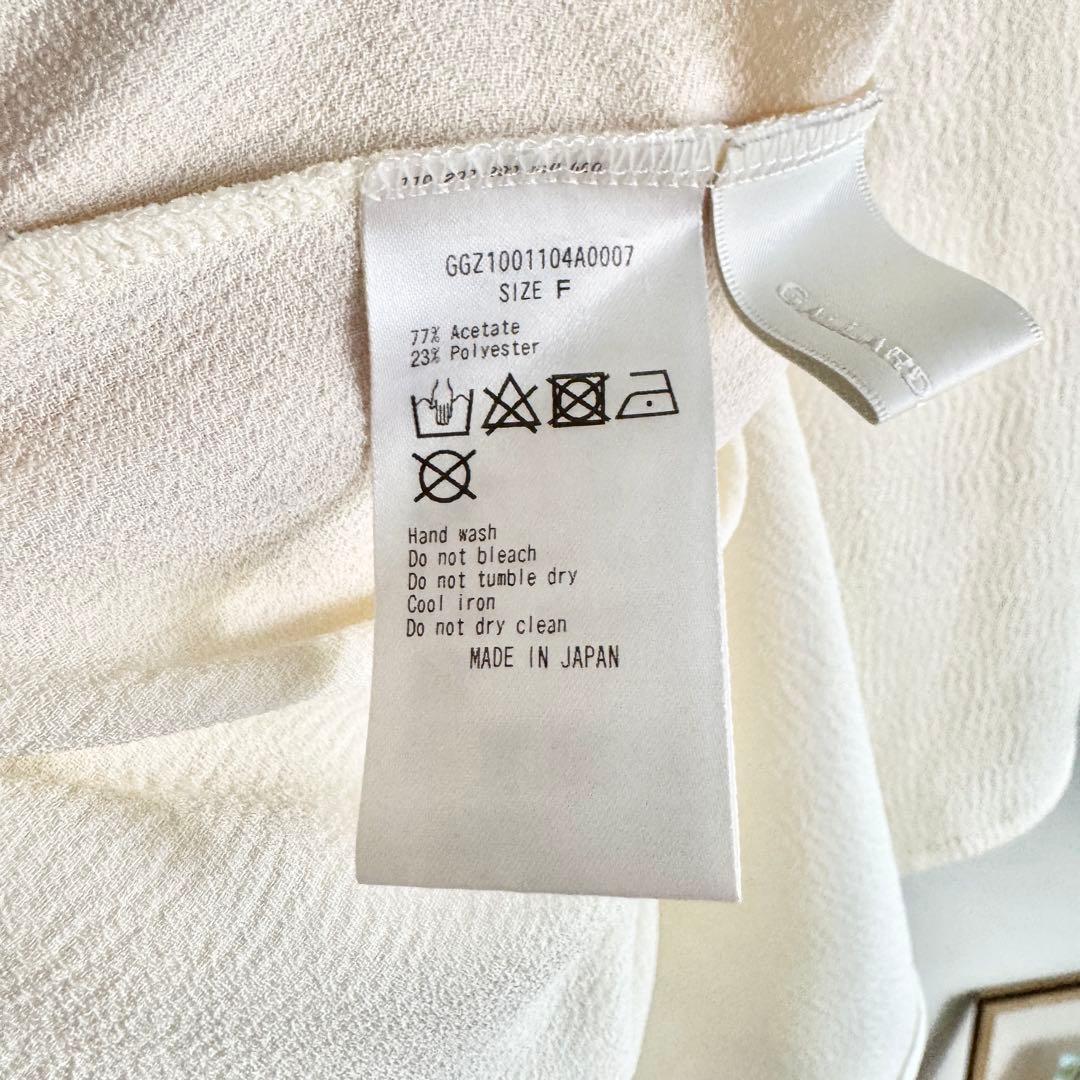 GGZ1001104A0007
SIZE F
77% Acetate
23% Polyester
Hand wash
Do not bleach
Do not tumble dry
Cool iron
Do not dry clean
MADE IN JAPAN